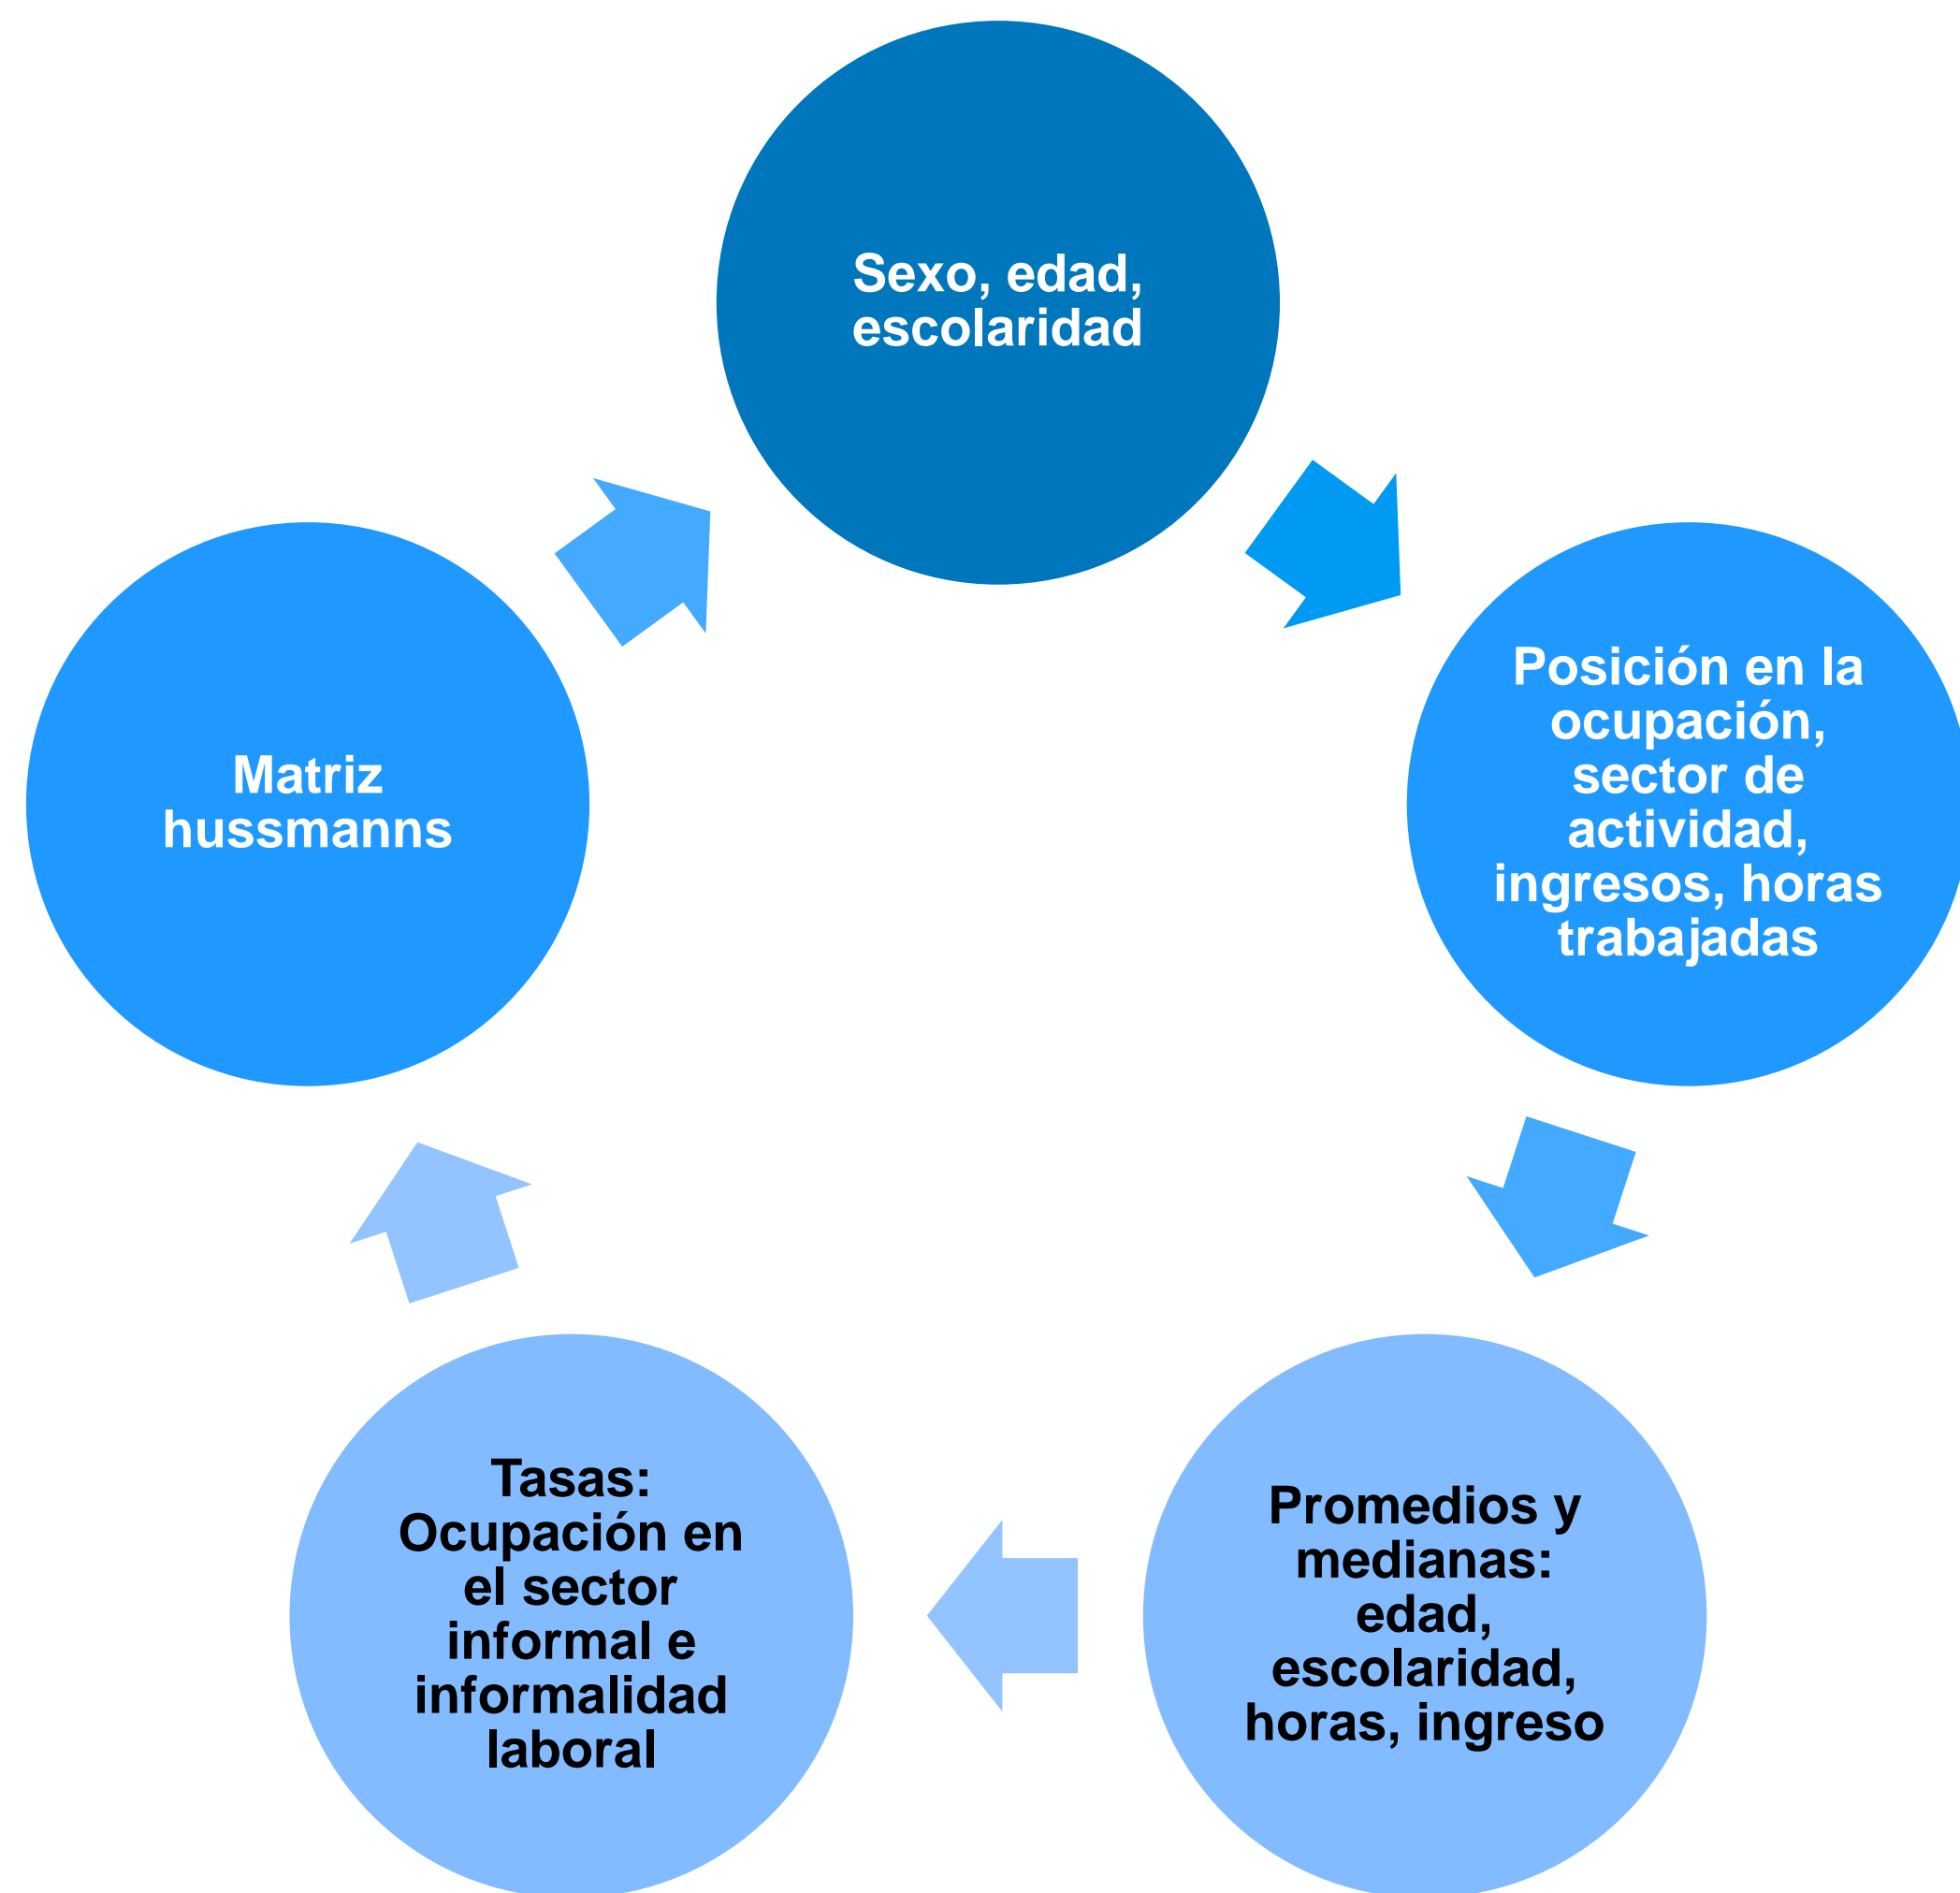 Sexo, edad,
escolaridad
Posición en la
ocupación,
sector de
actividad,
ingresos, horas
trabajadas
Promedios y
medianas:
edad,
escolaridad,
horas, ingreso
Tasas:
Ocupación en
el sector
informal e
informalidad
laboral
Matriz
hussmanns